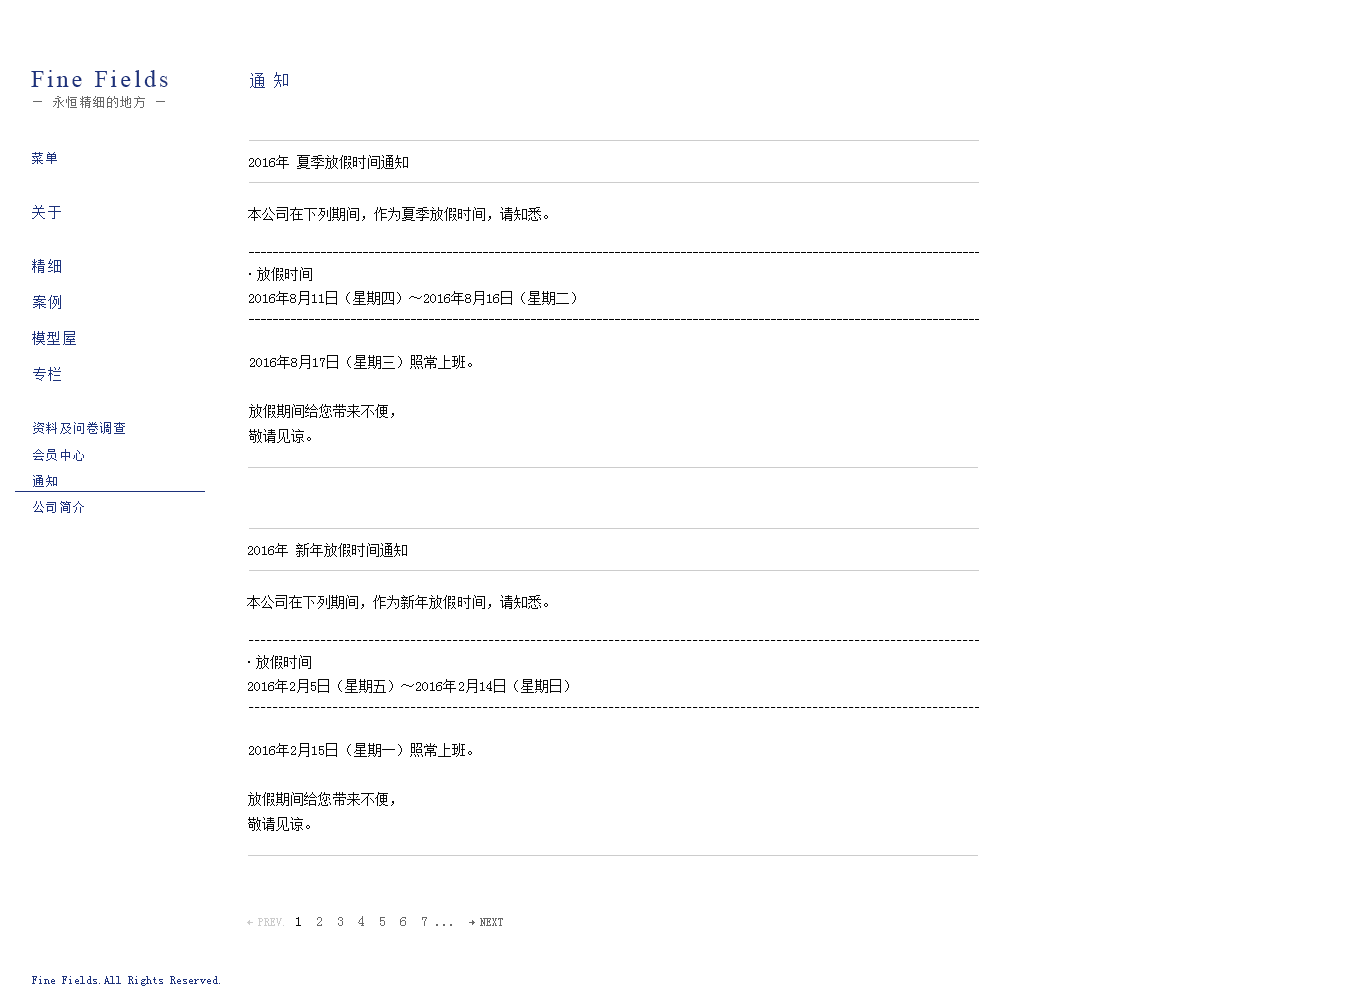 Fine Fields
— 永恒精细的地方 —
菜单
关于
精细
案例
模型屋
专栏
资料及问卷调查
会员中心
通知
公司简介
通 知
2016年 夏季放假时间通知
本公司在下列期间，作为夏季放假时间，请知悉。
· 放假时间
2016年8月11日（星期四）～2016年8月16日（星期二）
2016年8月17日（星期三）照常上班。
放假期间给您带来不便，
敬请见谅。
2016年 新年放假时间通知
本公司在下列期间，作为新年放假时间，请知悉。
· 放假时间
2016年2月5日（星期五）～2016年2月14日（星期日）
2016年2月15日（星期一）照常上班。
放假期间给您带来不便，
敬请见谅。
← PREV. 1 2 3 4 5 6 7 ... → NEXT
Fine Fields.All Rights Reserved.